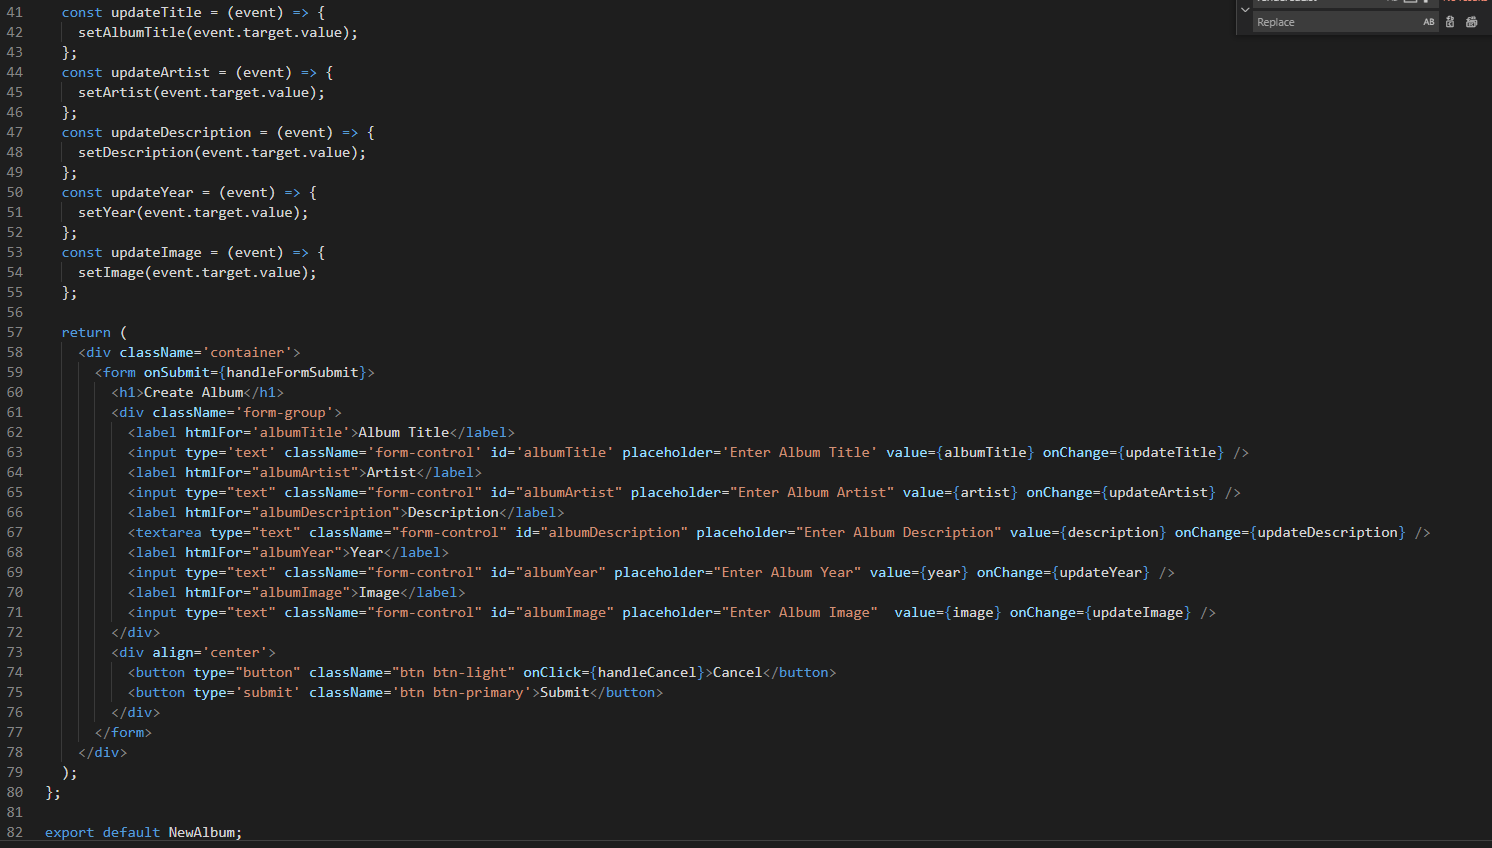 41 const updateTitle = (event) => {
42 setAlbumTitle(event.target.value);
43 };
44 const updateArtist = (event) => {
45 setArtist(event.target.value);
46 };
47 const updateDescription = (event) => {
48 setDescription(event.target.value);
49 };
50 const updateYear = (event) => {
51 setYear(event.target.value);
52 };
53 const updateImage = (event) => {
54 setImage(event.target.value);
55 };
56
57 return (
58 <div className='container'>
59 <form onSubmit={handleFormSubmit}>
60 <h1>Create Album</h1>
61 <div className='form-group'>
62 <label htmlFor='albumTitle'>Album Title</label>
63 <input type='text' className='form-control' id='albumTitle' placeholder='Enter Album Title' value={albumTitle} onChange={updateTitle} />
64 <label htmlFor="albumArtist">Artist</label>
65 <input type="text" className="form-control" id="albumArtist" placeholder="Enter Album Artist" value={artist} onChange={updateArtist} />
66 <label htmlFor="albumDescription">Description</label>
67 <textarea type="text" className="form-control" id="albumDescription" placeholder="Enter Album Description" value={description} onChange={updateDescription} />
68 <label htmlFor="albumYear">Year</label>
69 <input type="text" className="form-control" id="albumYear" placeholder="Enter Album Year" value={year} onChange={updateYear} />
70 <label htmlFor="albumImage">Image</label>
71 <input type="text" className="form-control" id="albumImage" placeholder="Enter Album Image"  value={image} onChange={updateImage} />
72 </div>
73 <div align='center'>
74 <button type="button" className="btn btn-light" onClick={handleCancel}>Cancel</button>
75 <button type='submit' className='btn btn-primary'>Submit</button>
76 </div>
77 </form>
78 </div>
79 );
80 };
81
82 export default NewAlbum;
Replace AB